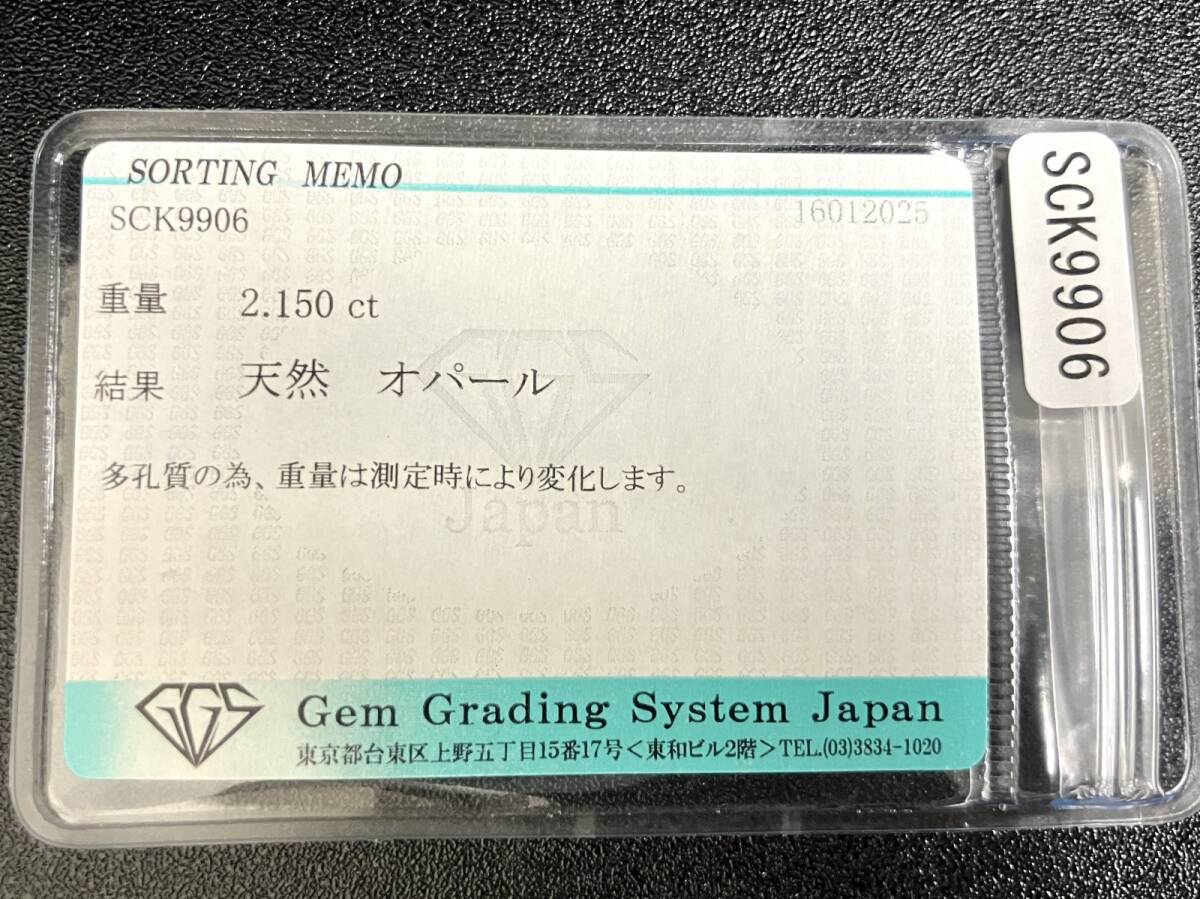 SORTING MEMO
SCK9906 16012025
重量 2.150 ct
結果 天然 オパール
多孔質の為、重量は測定時により変化します。
GGS
Japan
GGS Gem Grading System Japan
東京都台東区上野五丁目15番17号<東和ビル2階>TEL.(03)3834-1020
SCK9906